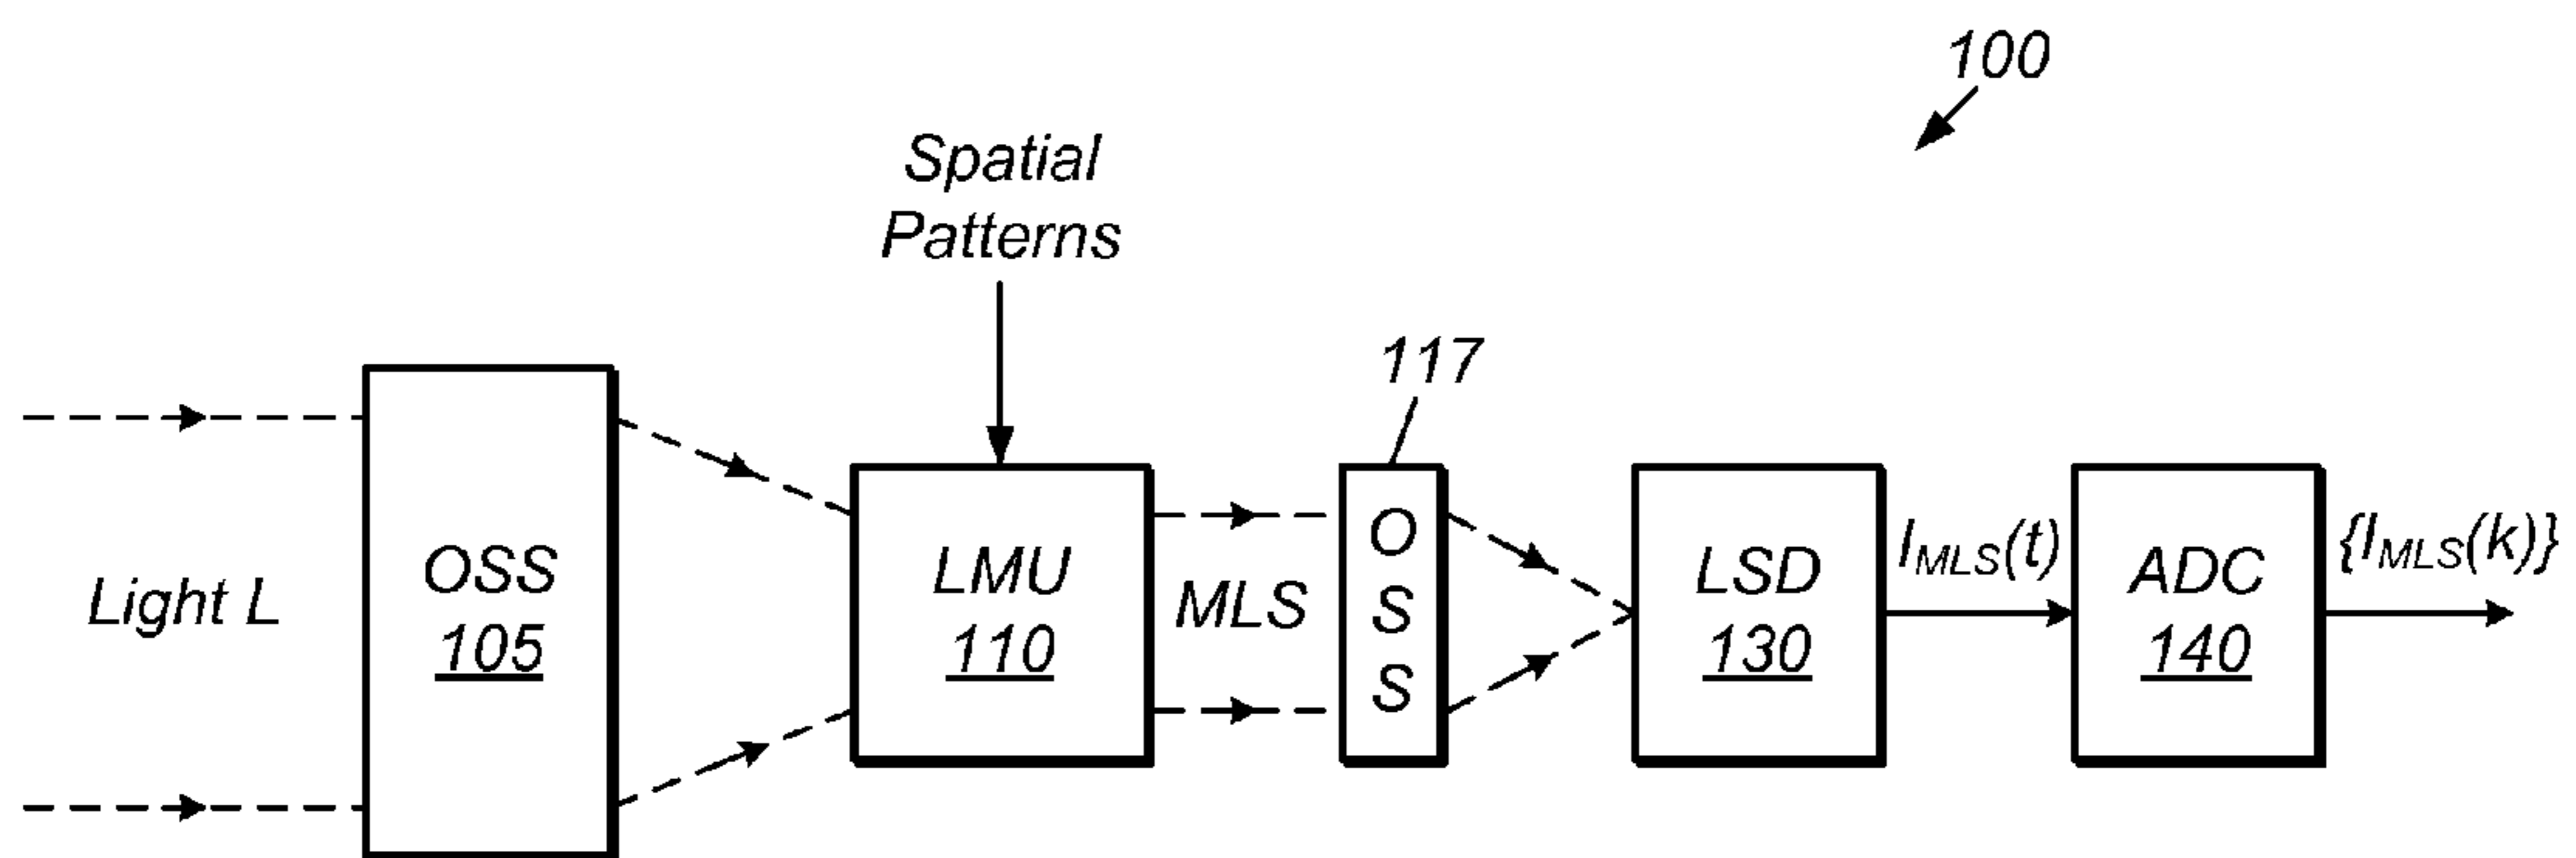 100
Spatial
Patterns
117
Light L
OSS
105
LMU
110
MLS
O
S
S
LSD
130
I_MLS(t)
ADC
140
{I_MLS(k)}